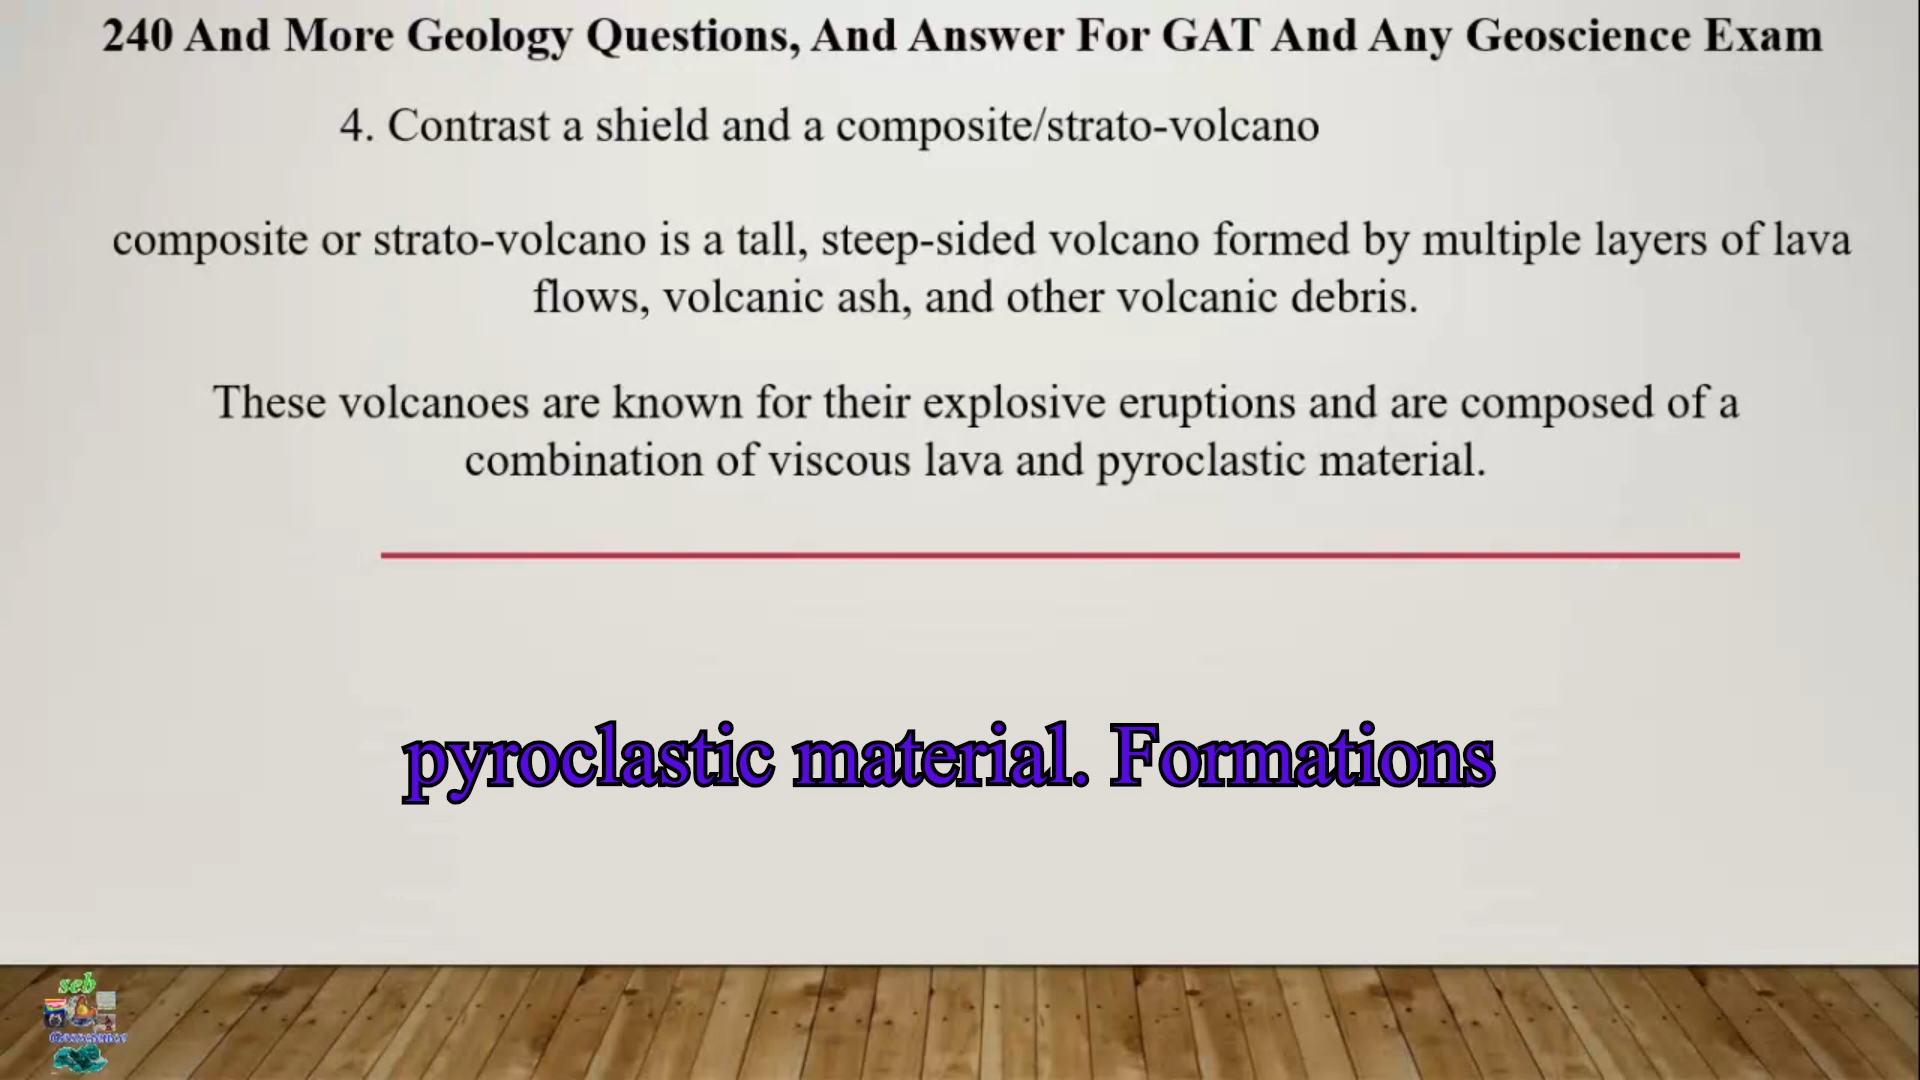 240 And More Geology Questions, And Answer For GAT And Any Geoscience Exam
4. Contrast a shield and a composite/strato-volcano
composite or strato-volcano is a tall, steep-sided volcano formed by multiple layers of lava
flows, volcanic ash, and other volcanic debris.
These volcanoes are known for their explosive eruptions and are composed of a
combination of viscous lava and pyroclastic material.
pyroclastic material. Formations
seb
Geoscience